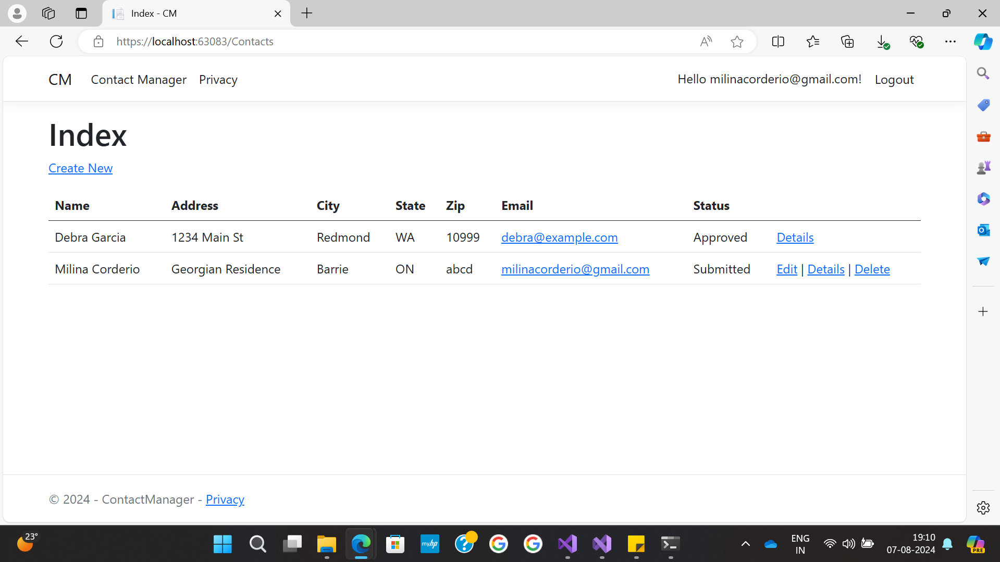 Index - CM
https://localhost:63083/Contacts
CM Contact Manager Privacy Hello milinacorderio@gmail.com! Logout
Index
Create New
Name Address City State Zip Email Status
Debra Garcia 1234 Main St Redmond WA 10999 debra@example.com Approved Details
Milina Corderio Georgian Residence Barrie ON abcd milinacorderio@gmail.com Submitted Edit | Details | Delete
© 2024 - ContactManager - Privacy
23°
myhp
ENG
IN
19:10
07-08-2024
PRE